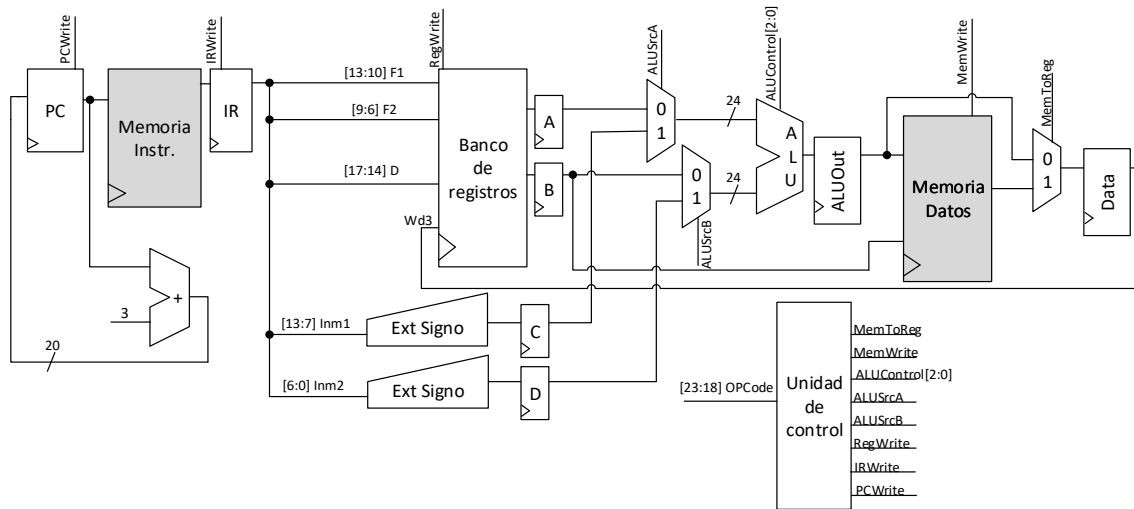 PCWrite
IRWrite
RegWrite
ALUSrcA
ALUControl[2:0]
MemWrite
MemToReg
PC
Memoria
Instr.
IR
[13:10] F1
[9:6] F2
[17:14] D
Wd3
Banco
de
registros
A
B
0
1
0
1
ALUSrcB
24
24
A
L
U
ALUOut
Memoria
Datos
0
1
Data
+
3
20
[13:7] Inm1
Ext Signo
C
[6:0] Inm2
Ext Signo
D
[23:18] OPCode
Unidad
de
control
MemToReg
MemWrite
ALUControl[2:0]
ALUSrcA
ALUSrcB
RegWrite
IRWrite
PCWrite